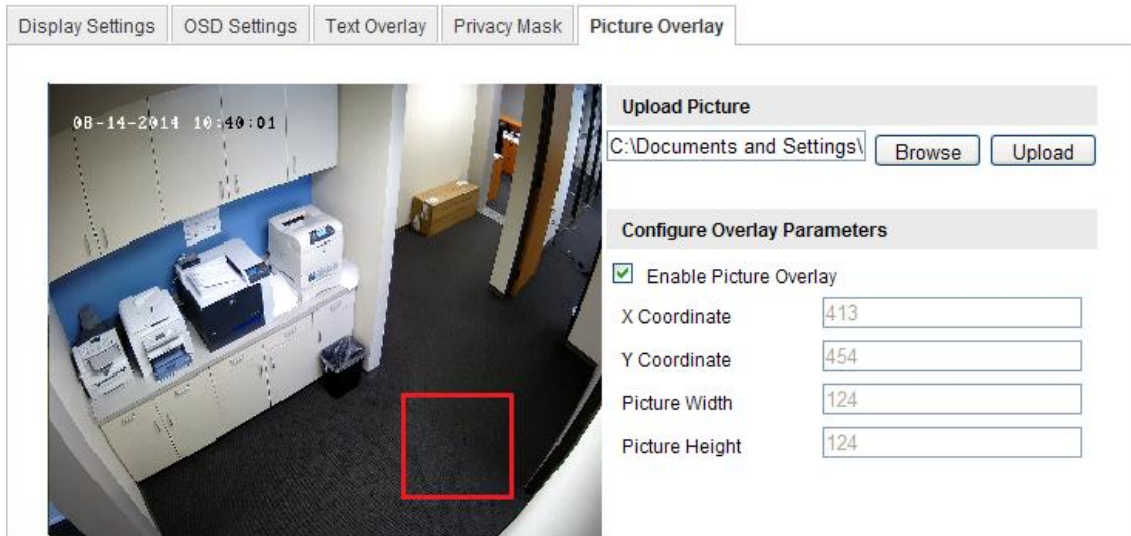 Display Settings OSD Settings Text Overlay Privacy Mask Picture Overlay
08-14-2014 10:40:01
Upload Picture
C:\Documents and Settings\ Browse Upload
Configure Overlay Parameters
Enable Picture Overlay
X Coordinate 413
Y Coordinate 454
Picture Width 124
Picture Height 124